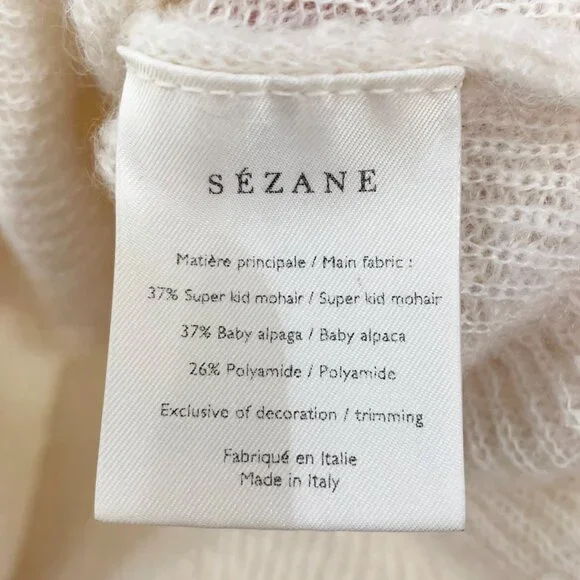 SÉZANE
Matière principale / Main fabric :
37% Super kid mohair / Super kid mohair
37% Baby alpaga / Baby alpaca
26% Polyamide / Polyamide
Exclusive of decoration / trimming
Fabriqué en Italie
Made in Italy